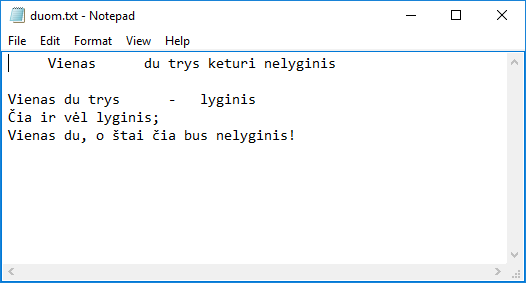 duom.txt - Notepad
File Edit Format View Help
     Vienas      du trys keturi nelyginis

Vienas du trys      -   lyginis
Čia ir vėl lyginis;
Vienas du, o štai čia bus nelyginis!